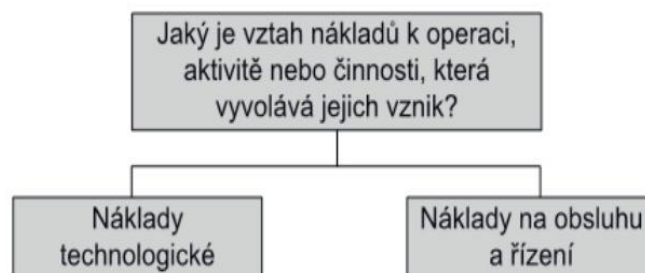 Jaký je vztah nákladů k operaci,
aktivitě nebo činnosti, která
vyvolává jejich vznik?
Náklady
technologické
Náklady na obsluhu
a řízení